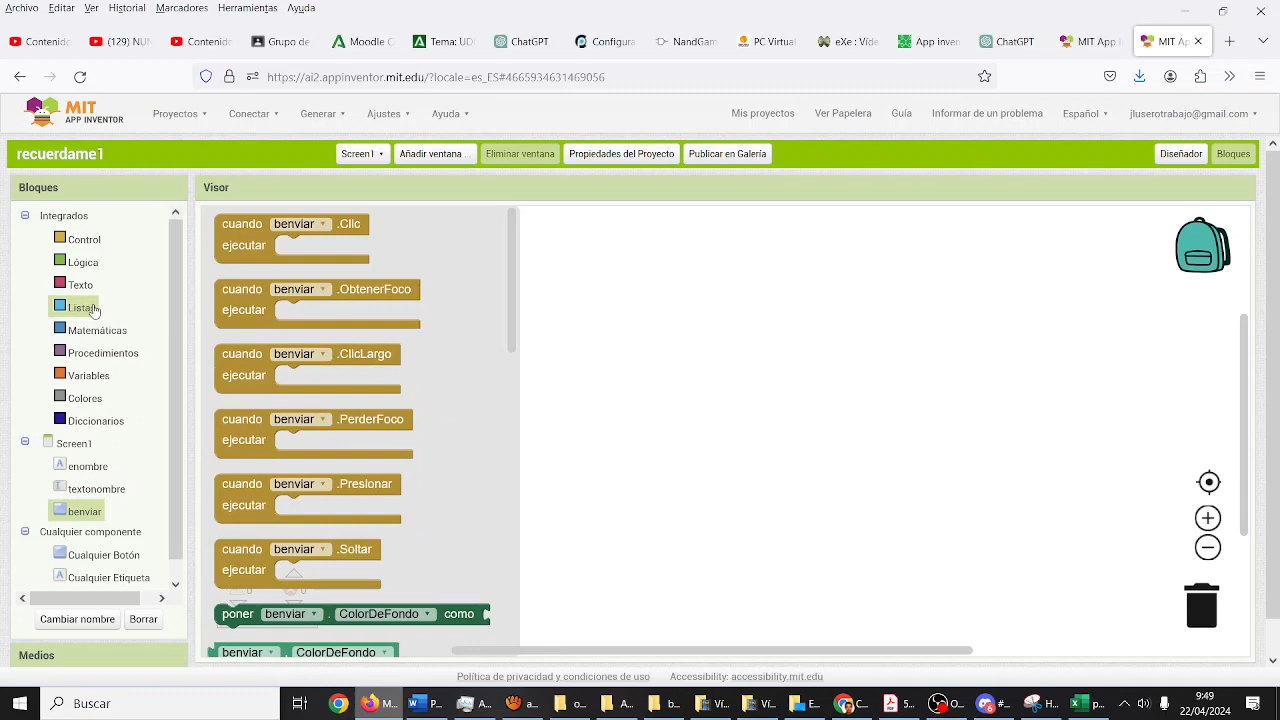 Archivo Editar Ver Historial Marcadores Herramientas Ayuda
Contenido (129) NUN Contenido Grupo de Moodle C Tema: UD ChatGPT Configura NandGam PC Virtual eXe : Víde App inven ChatGPT MIT App I MIT Ap
https://ai2.appinventor.mit.edu/?locale=es_ES#4665934631469056
MIT
APP INVENTOR
Proyectos Conectar Generar Ajustes Ayuda Mis proyectos Ver Papelera Guía Informar de un problema Español jluserotrabajo@gmail.com
recuerdame1 Screen1 Añadir ventana ... Eliminar ventana Propiedades del Proyecto Publicar en Galería Diseñador Bloques
Bloques
Visor
Integrados
Control
Lógica
Texto
Listas
Matemáticas
Procedimientos
Variables
Colores
Diccionarios
Screen1
enombre
textonombre
benviar
Cualquier componente
Cualquier Botón
Cualquier Etiqueta
Cambiar nombre Borrar
Medios
cuando benviar .Clic
ejecutar
cuando benviar .ObtenerFoco
ejecutar
cuando benviar .ClicLargo
ejecutar
cuando benviar .PerderFoco
ejecutar
cuando benviar .Presionar
ejecutar
cuando benviar .Soltar
ejecutar
poner benviar . ColorDeFondo como
benviar . ColorDeFondo
Política de privacidad y condiciones de uso Accessibility: accessibility.mit.edu
Buscar
9:49
22/04/2024